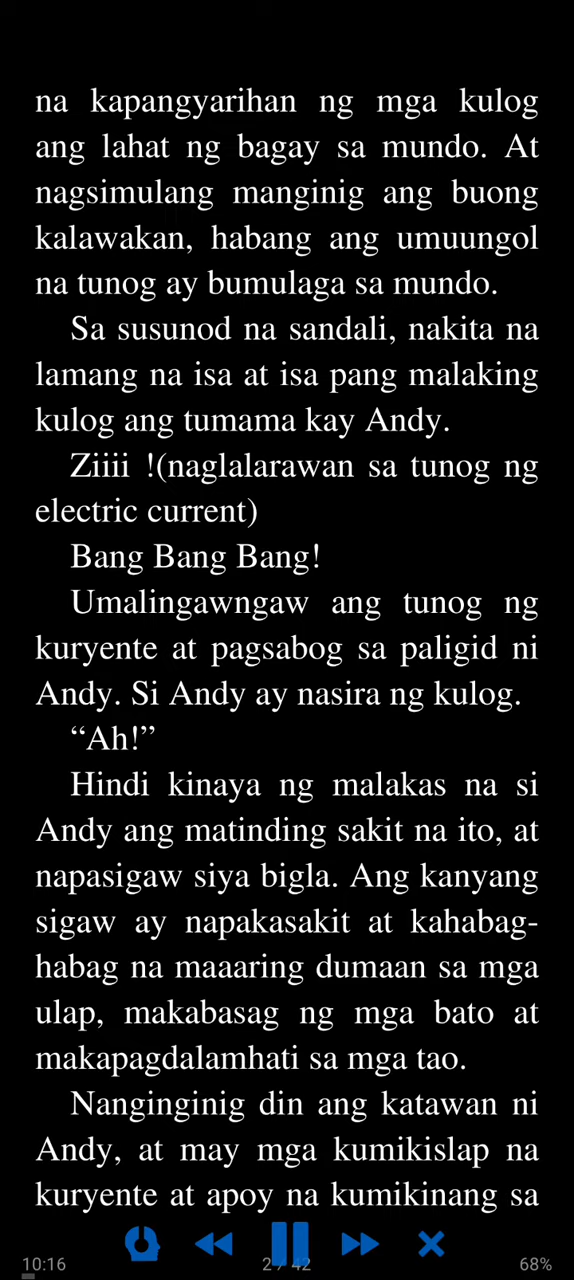 na kapangyarihan ng mga kulog
ang lahat ng bagay sa mundo. At
nagsimulang manginig ang buong
kalawakan, habang ang umuungol
na tunog ay bumulaga sa mundo.
Sa susunod na sandali, nakita na
lamang na isa at isa pang malaking
kulog ang tumama kay Andy.
Ziiii !(naglalarawan sa tunog ng
electric current)
Bang Bang Bang!
Umalingawngaw ang tunog ng
kuryente at pagsabog sa paligid ni
Andy. Si Andy ay nasira ng kulog.
“Ah!”
Hindi kinaya ng malakas na si
Andy ang matinding sakit na ito, at
napasigaw siya bigla. Ang kanyang
sigaw ay napakasakit at kahabag-
habag na maaaring dumaan sa mga
ulap, makabasag ng mga bato at
makapagdalamhati sa mga tao.
Nanginginig din ang katawan ni
Andy, at may mga kumikislap na
kuryente at apoy na kumikinang sa
10:16 2 / 42 68%